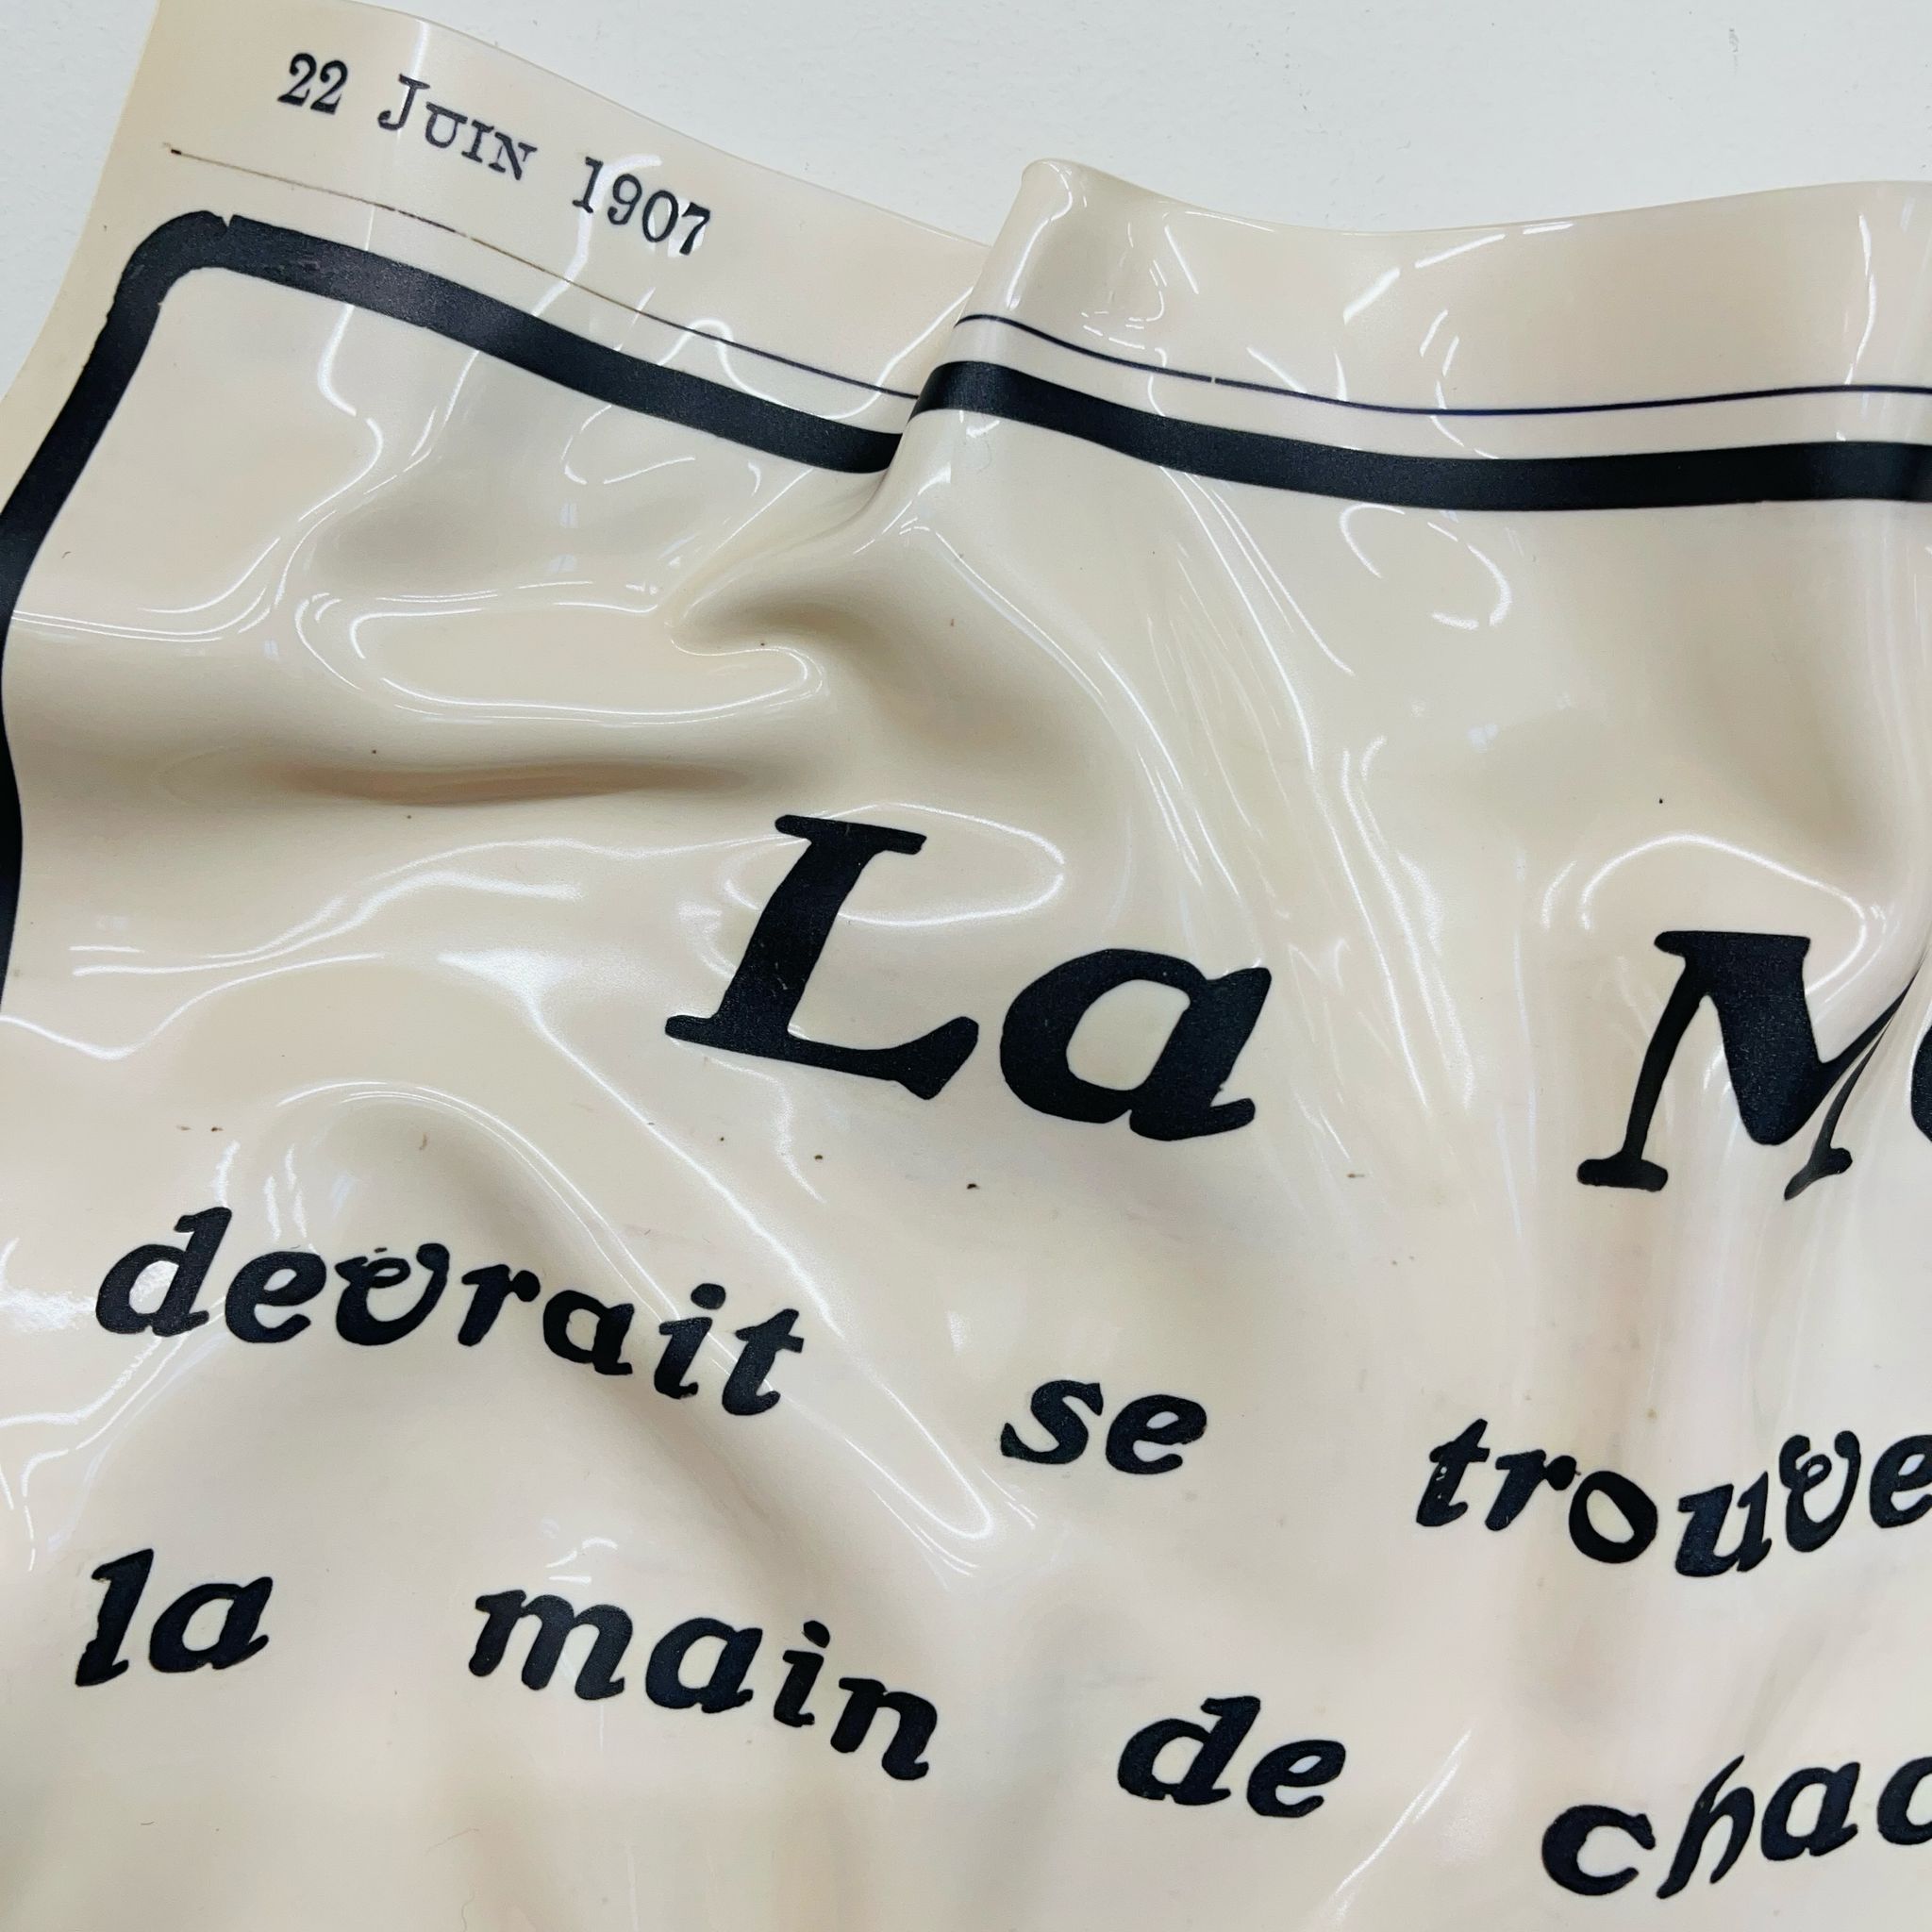 22 JUIN 1907
La
devrait se
la main de